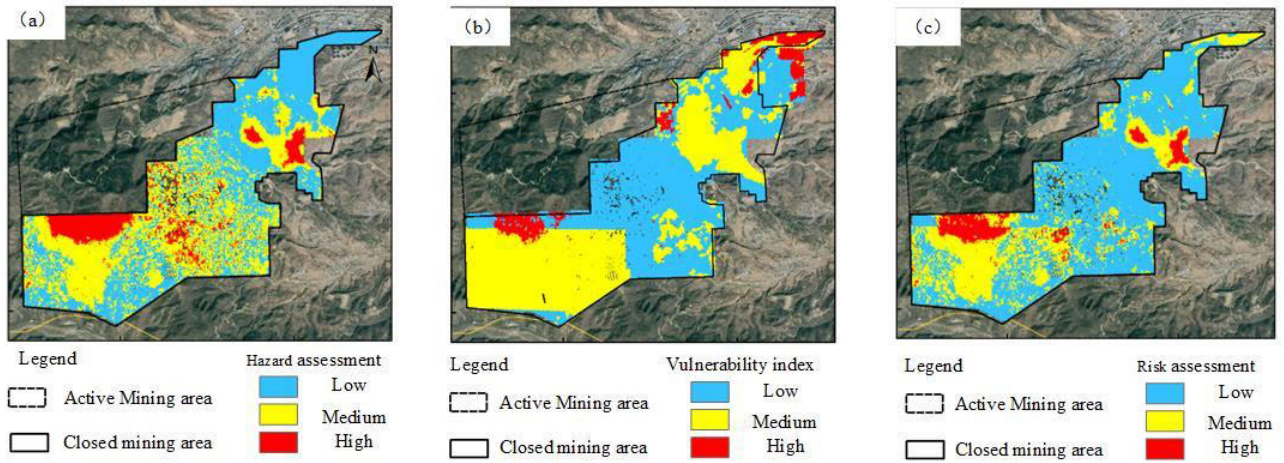 (a)
N
Legend
Hazard assessment
Low
Active Mining area
Medium
Closed mining area
High
(b)
Legend
Vulnerability index
Low
Active Mining area
Medium
Closed mining area
High
(c)
N
Legend
Risk assessment
Low
Active Mining area
Medium
Closed mining area
High